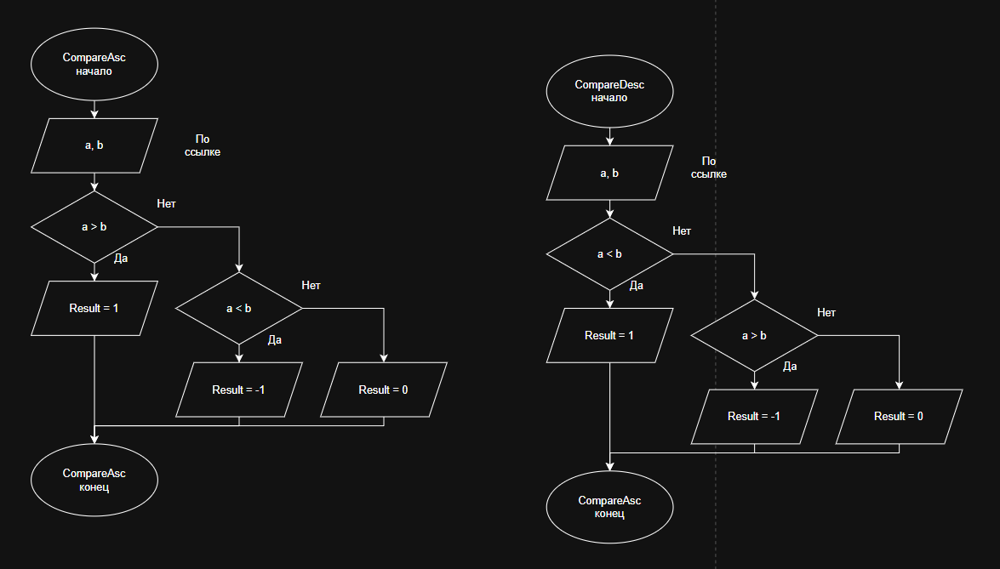 CompareAsc
начало
a, b
По
ссылке
a > b
Нет
Да
Result = 1
a < b
Нет
Да
Result = -1
Result = 0
CompareAsc
конец
CompareDesc
начало
a, b
По
ссылке
a < b
Нет
Да
Result = 1
a > b
Нет
Да
Result = -1
Result = 0
CompareAsc
конец